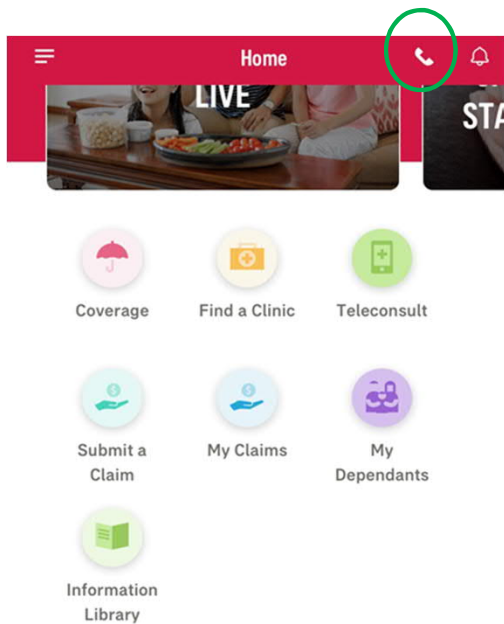 Home
LIVE
STA
Coverage Find a Clinic Teleconsult
Submit a My Claims My
Claim Dependants
Information
Library